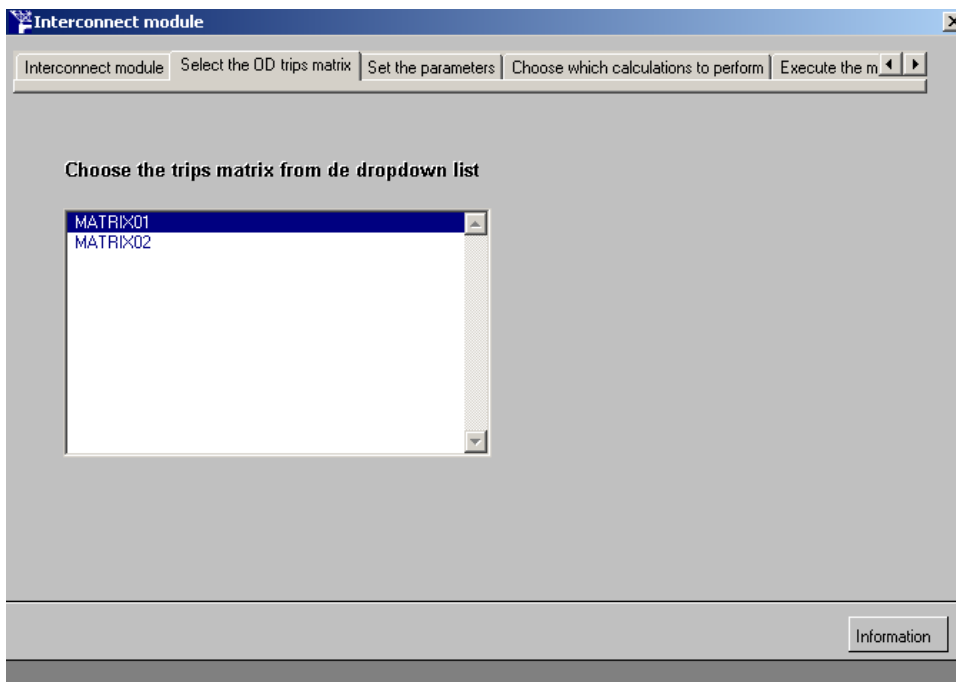 Interconnect module
Interconnect module Select the OD trips matrix Set the parameters Choose which calculations to perform Execute the m
Choose the trips matrix from de dropdown list
MATRIX01
MATRIX02
Information